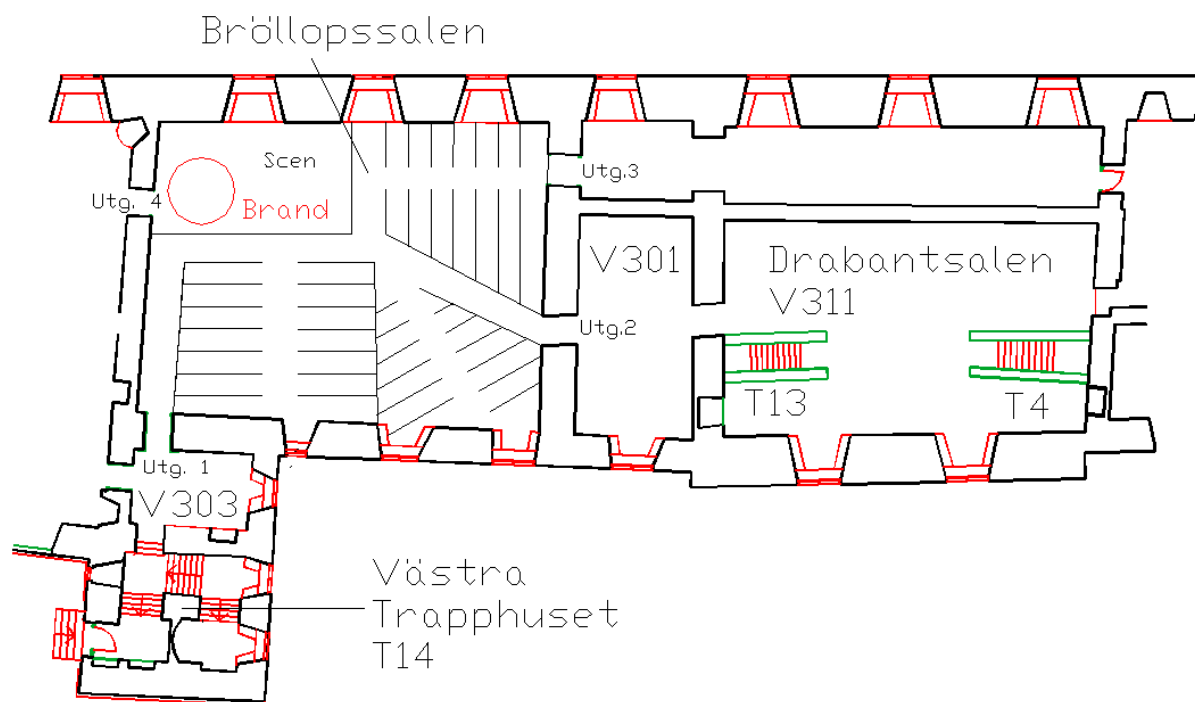 Bröllopssalen
Scen
Utg.3
Utg. 4
Brand
V301
Drabantsalen
V311
Utg.2
T13
T4
Utg. 1
V303
Västra
Trapphuset
T14